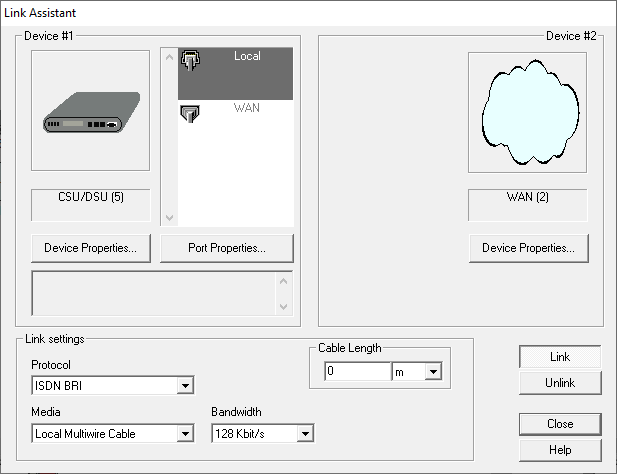 Link Assistant
Device #1
Device #2
Local
WAN
CSU/DSU (5)
WAN (2)
Device Properties...
Port Properties...
Device Properties...
Link settings
Protocol
ISDN BRI
Cable Length
0
m
Media
Local Multiwire Cable
Bandwidth
128 Kbit/s
Link
Unlink
Close
Help